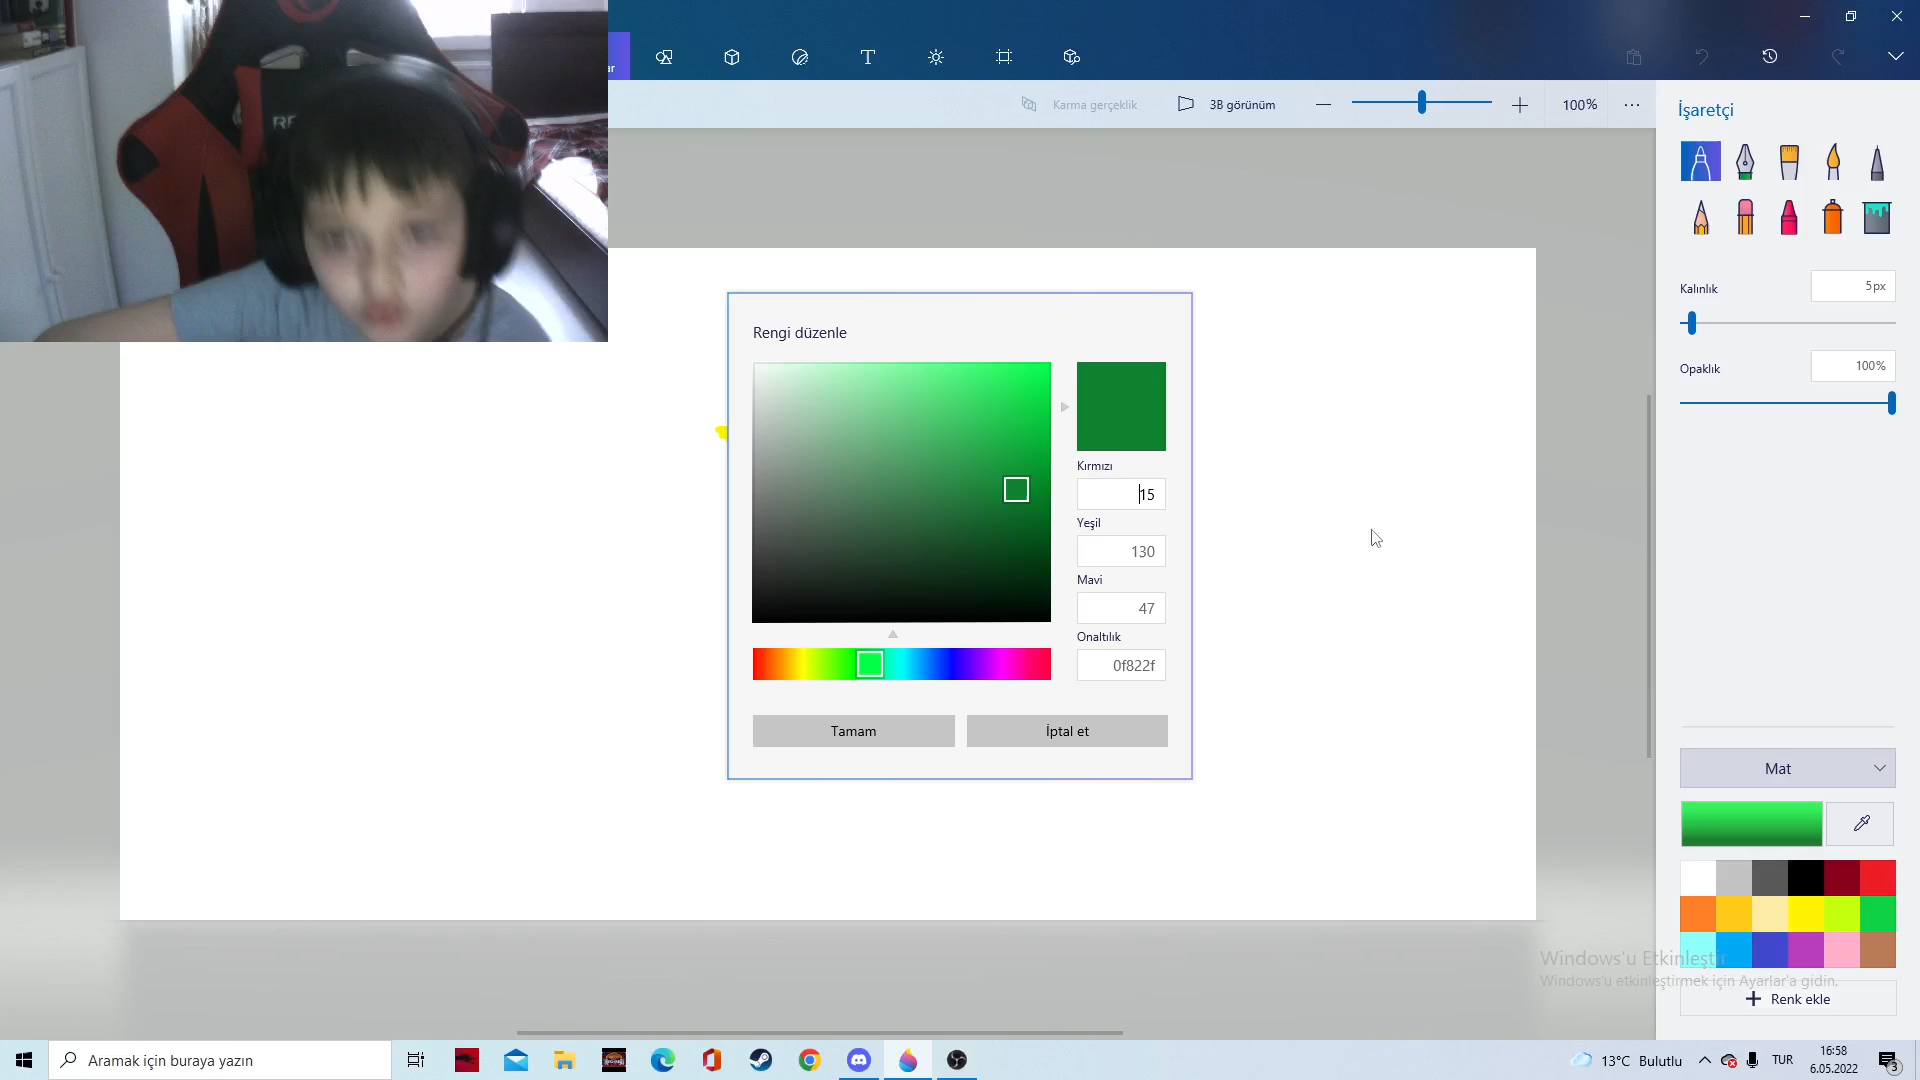 ar
Karma gerçeklik
3B görünüm
100%
İşaretçi
Kalınlık
5px
Opaklık
100%
Rengi düzenle
Kırmızı
15
Yeşil
130
Mavi
47
Onaltılık
0f822f
Tamam
İptal et
Mat
Windows'u Etkinleştir
Windows'u etkinleştirmek için Ayarlar'a gidin.
Renk ekle
Aramak için buraya yazın
13°C Bulutlu
TUR
16:58
6.05.2022
3